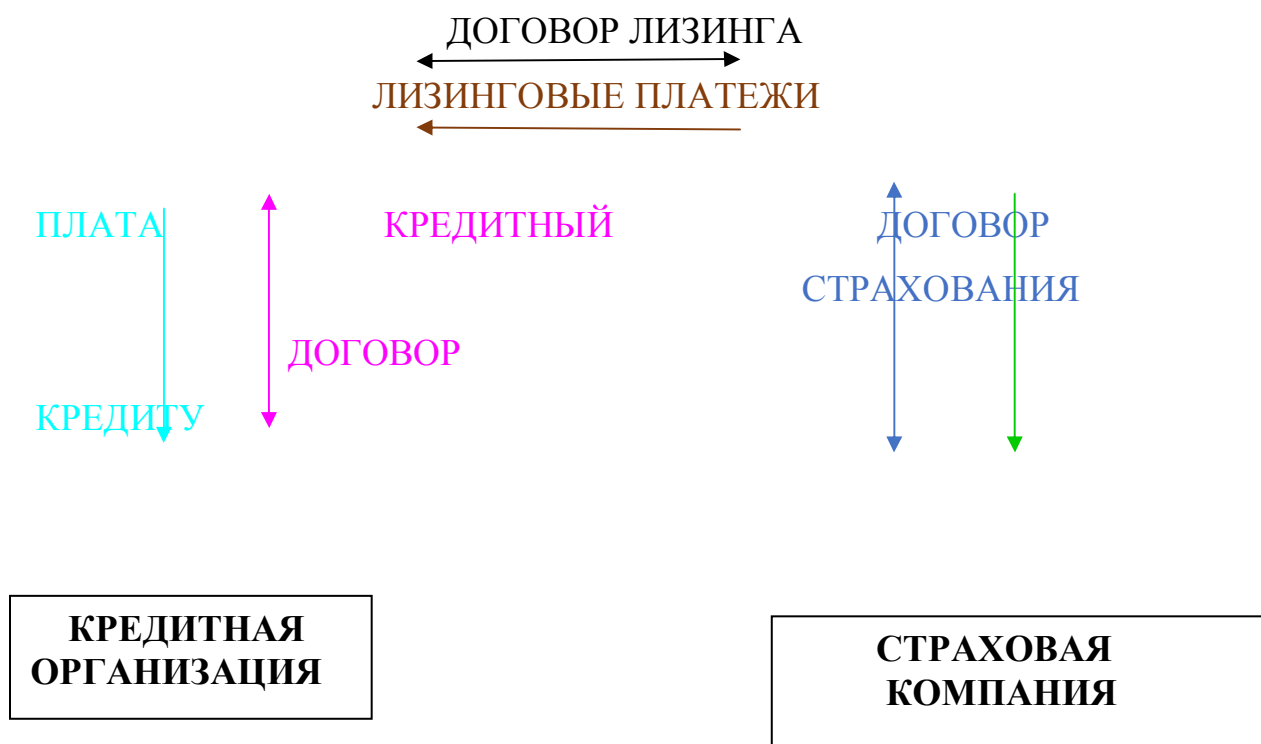 ДОГОВОР ЛИЗИНГА
ЛИЗИНГОВЫЕ ПЛАТЕЖИ
ПЛАТА
КРЕДИТНЫЙ
ДОГОВОР
СТРАХОВАНИЯ
ДОГОВОР
КРЕДИТУ
КРЕДИТНАЯ
ОРГАНИЗАЦИЯ
СТРАХОВАЯ
КОМПАНИЯ